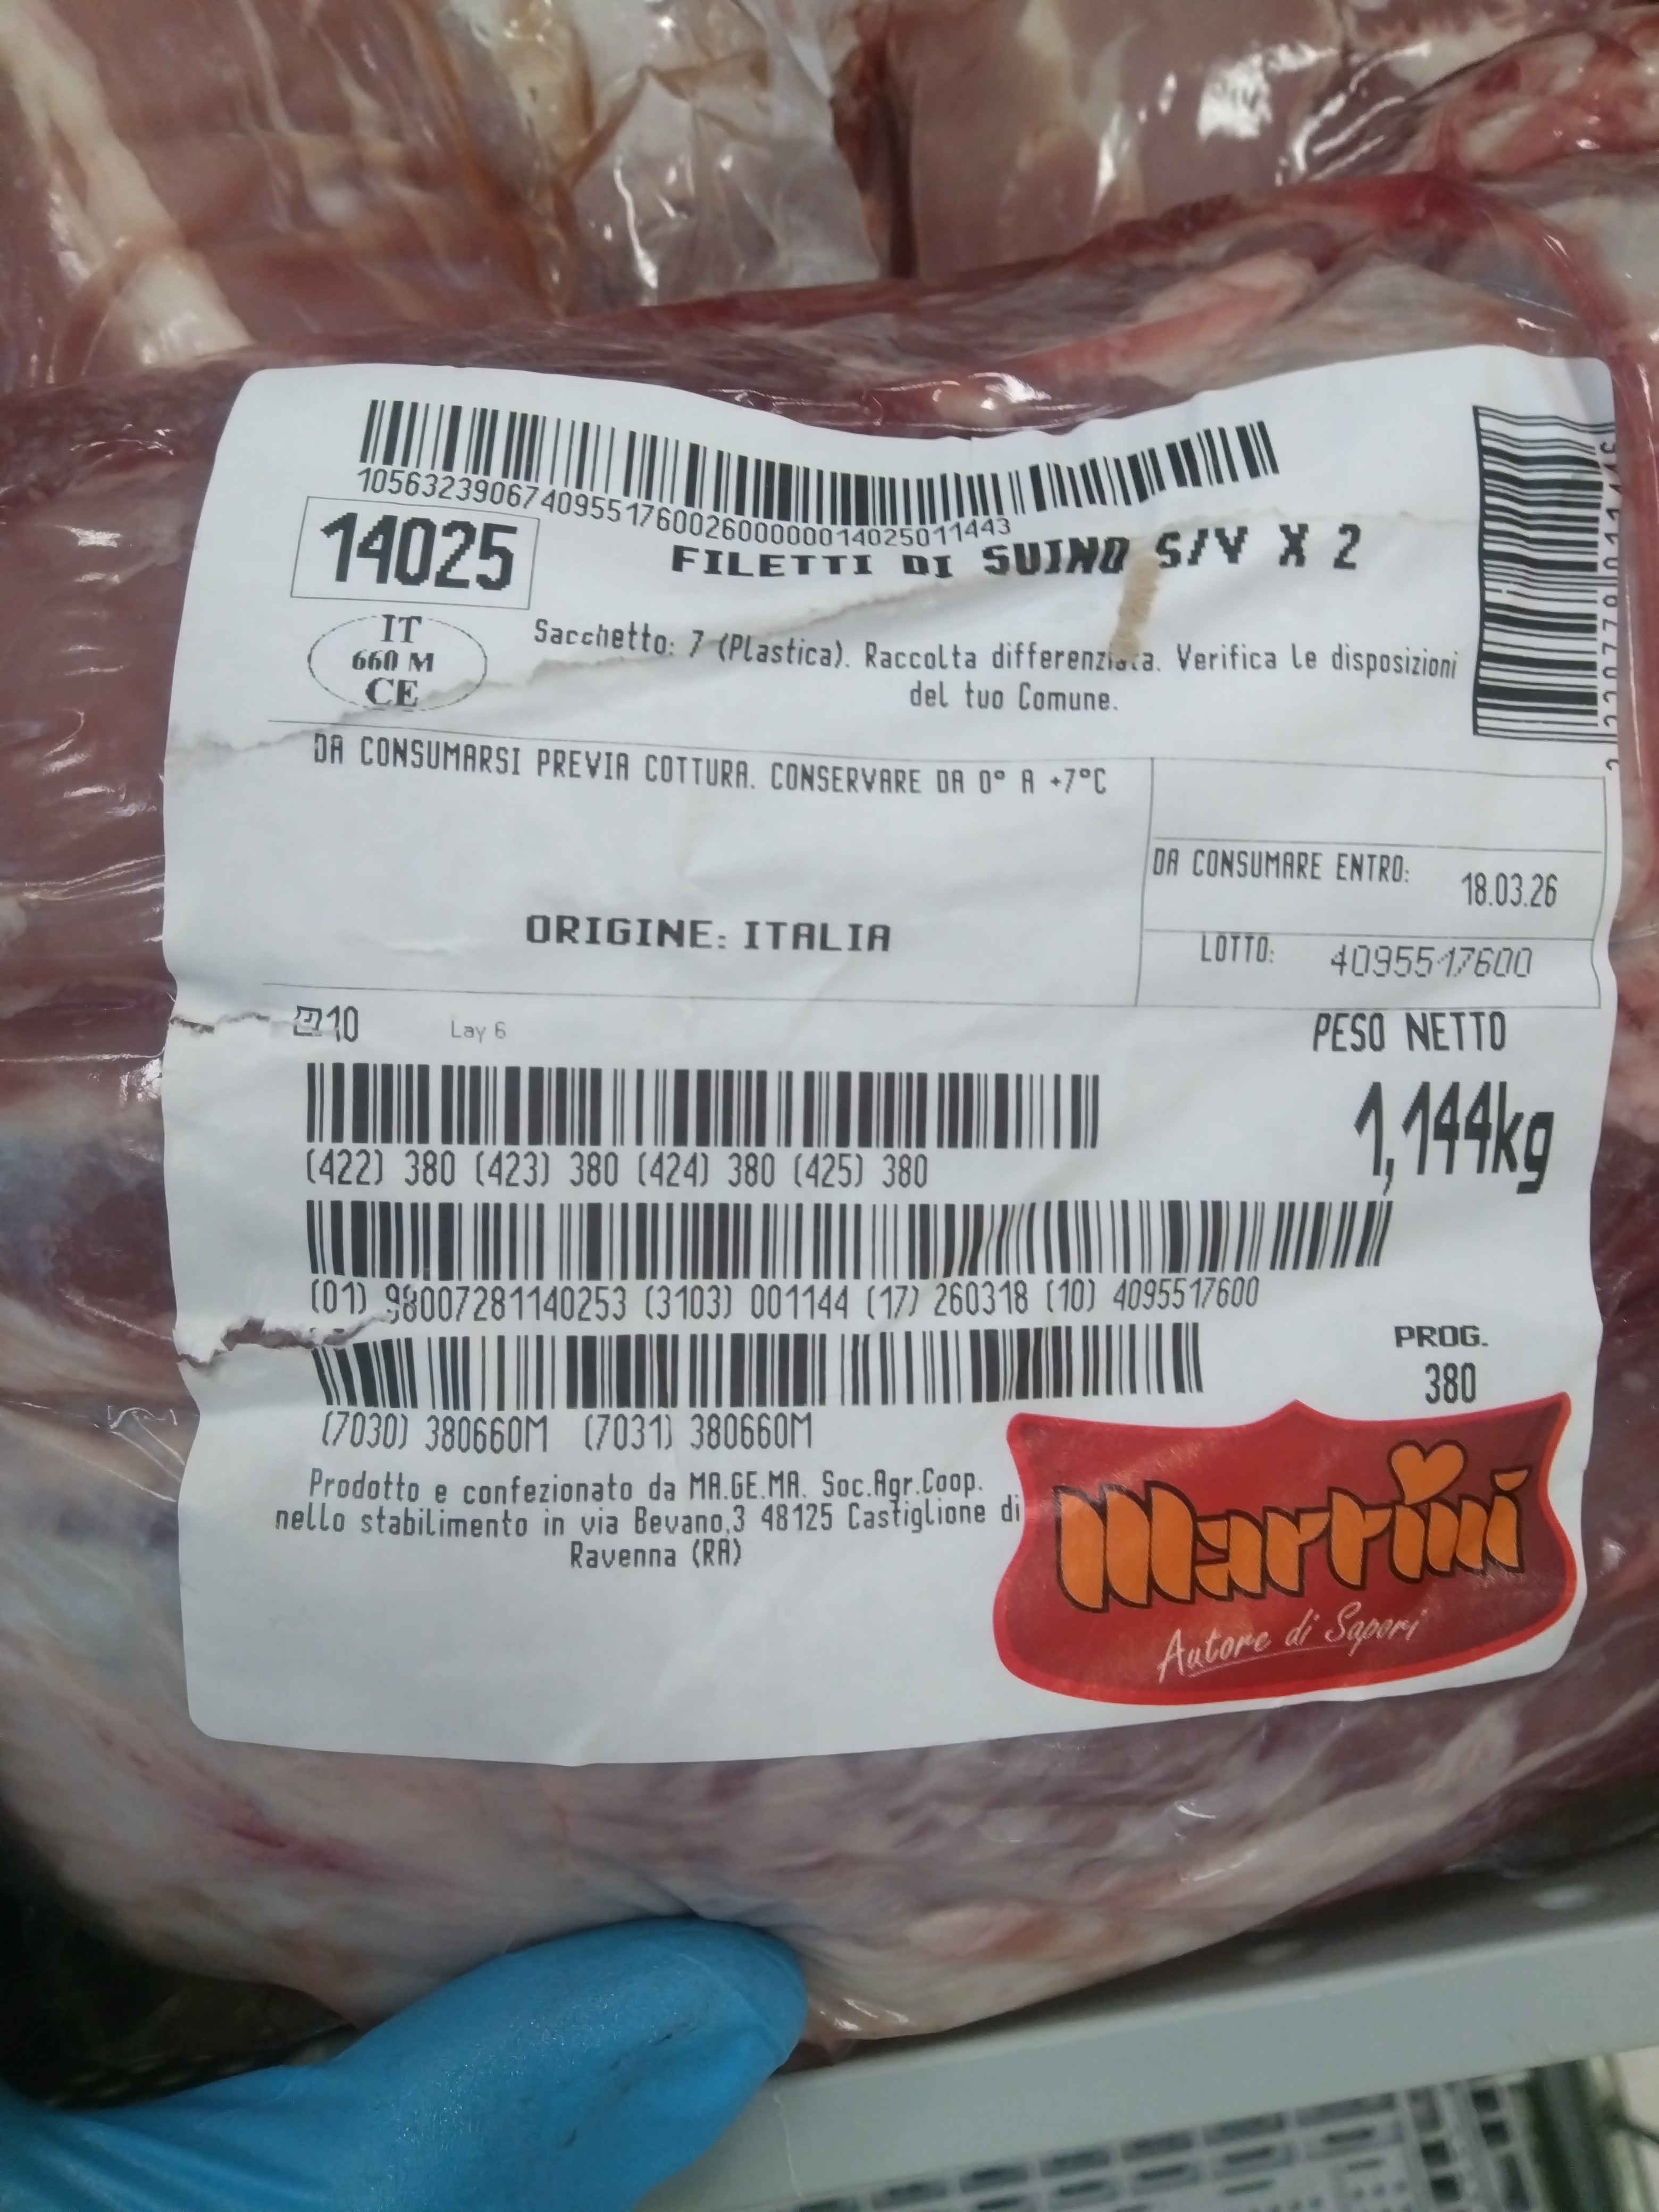 10563239067409551760026000000014025011443
14025
FILETTI DI SUINO S/V X 2
IT
660 M
CE
Sacchetto: 7 (Plastica). Raccolta differenziata. Verifica le disposizioni
del tuo Comune.
DA CONSUMARSI PREVIA COTTURA. CONSERVARE DA 0° A +7°C
DA CONSUMARE ENTRO: 18.03.26
ORIGINE: ITALIA
LOTTO: 4095517600
10 Lay 6
PESO NETTO
1,144kg
(422) 380 (423) 380 (424) 380 (425) 380
(01) 98007281140253 (3103) 001144 (17) 260318 (10) 4095517600
PROG.
380
(7030) 380660M (7031) 380660M
Prodotto e confezionato da MA.GE.MA. Soc.Agr.Coop.
nello stabilimento in via Bevano,3 48125 Castiglione di
Ravenna (RA)
Martini
Autore di Sapori